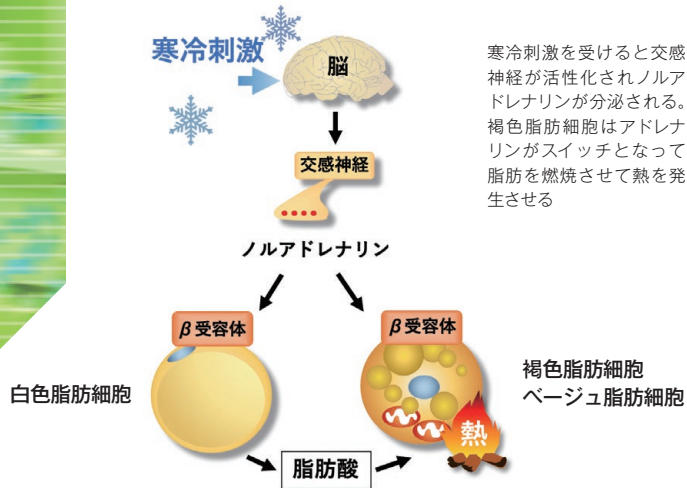 寒冷刺激
脳
寒冷刺激を受けると交感
神経が活性化されノルア
ドレナリンが分泌される。
褐色脂肪細胞はアドレナ
リンがスイッチとなって
脂肪を燃焼させて熱を発
生させる
交感神経
ノルアドレナリン
β受容体
β受容体
白色脂肪細胞
褐色脂肪細胞
ベージュ脂肪細胞
熱
脂肪酸